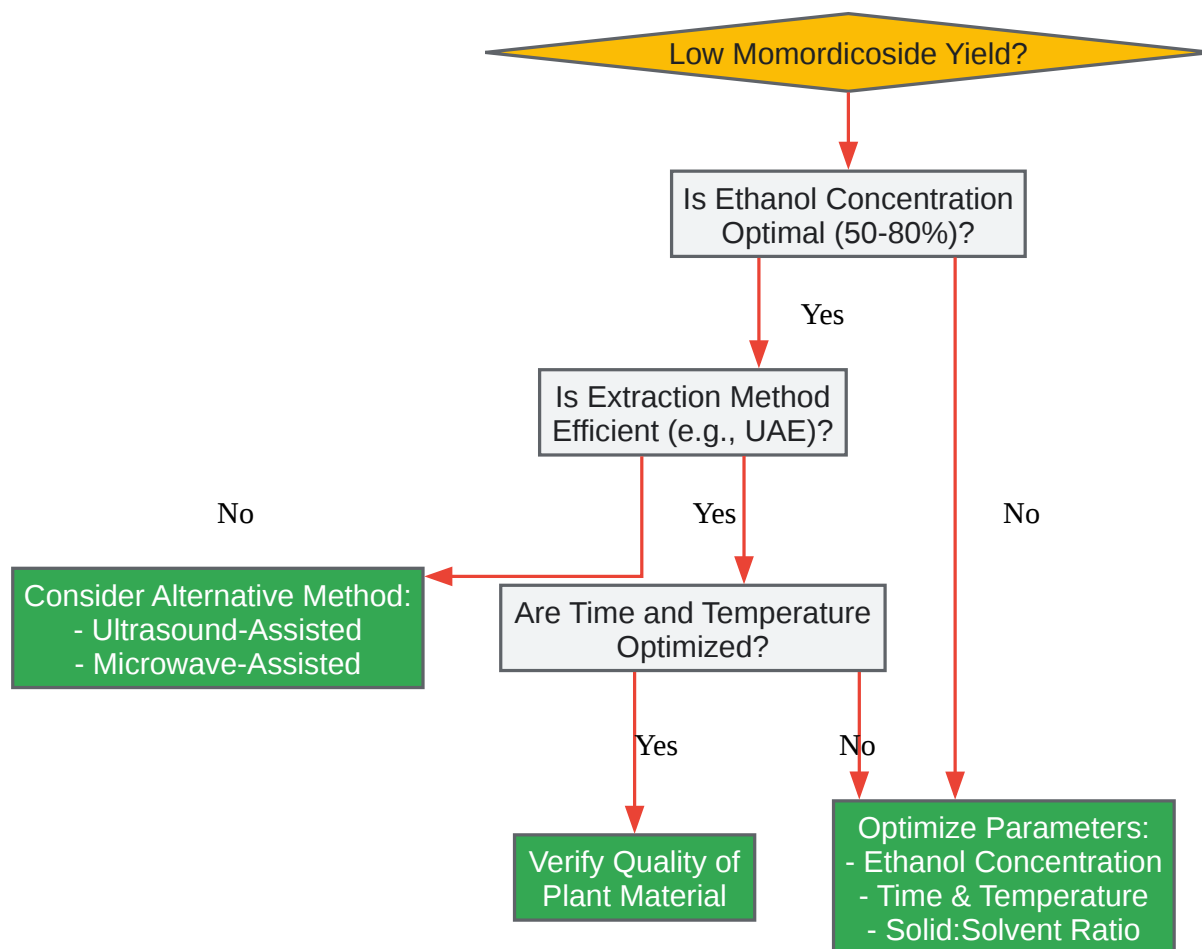 Low Momordicoside Yield?
Is Ethanol Concentration
Optimal (50-80%)?
Yes
Is Extraction Method
Efficient (e.g., UAE)?
No
Yes
No
Consider Alternative Method:
- Ultrasound-Assisted
- Microwave-Assisted
Are Time and Temperature
Optimized?
Yes
No
Verify Quality of
Plant Material
Optimize Parameters:
- Ethanol Concentration
- Time & Temperature
- Solid:Solvent Ratio